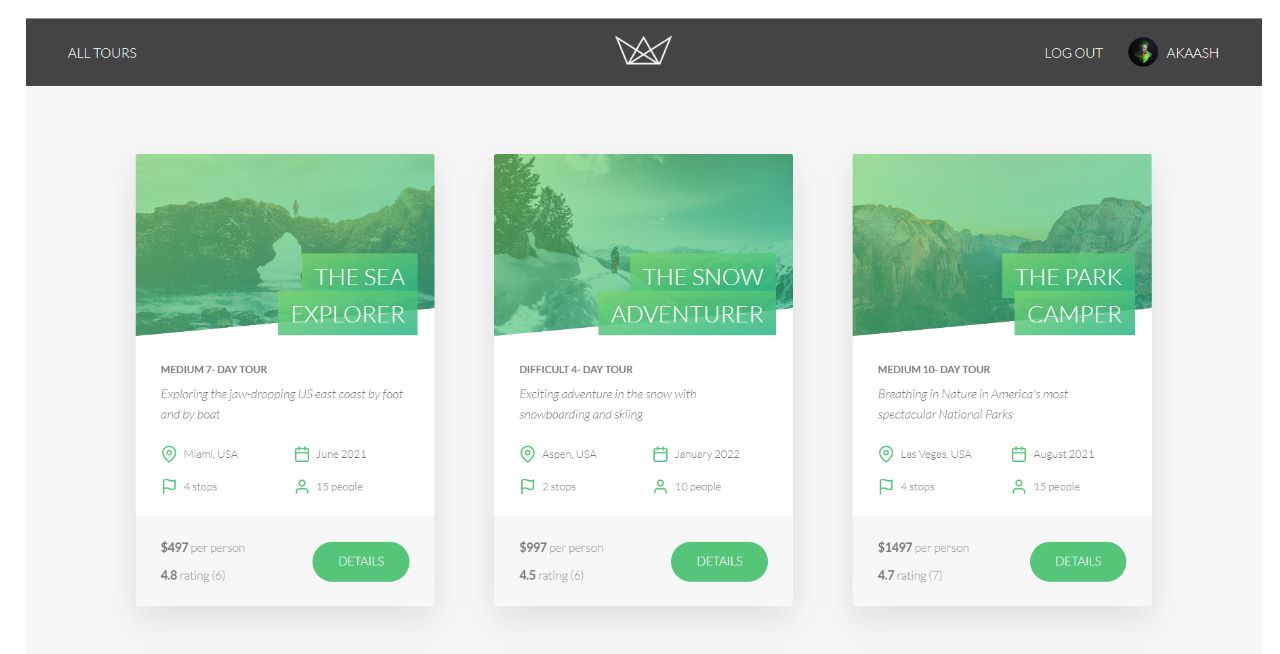 ALL TOURS
LOG OUT
AKAASH
THE SEA
EXPLORER
MEDIUM 7- DAY TOUR
Exploring the jaw-dropping US east coast by foot
and by boat
Miami, USA
June 2021
4 stops
15 people
$497 per person
4.8 rating (6)
DETAILS
THE SNOW
ADVENTURER
DIFFICULT 4- DAY TOUR
Exciting adventure in the snow with
snowboarding and skiing
Aspen, USA
January 2022
2 stops
10 people
$997 per person
4.5 rating (6)
DETAILS
THE PARK
CAMPER
MEDIUM 10- DAY TOUR
Breathing in Nature in America's most
spectacular National Parks
Las Vegas, USA
August 2021
4 stops
15 people
$1497 per person
4.7 rating (7)
DETAILS